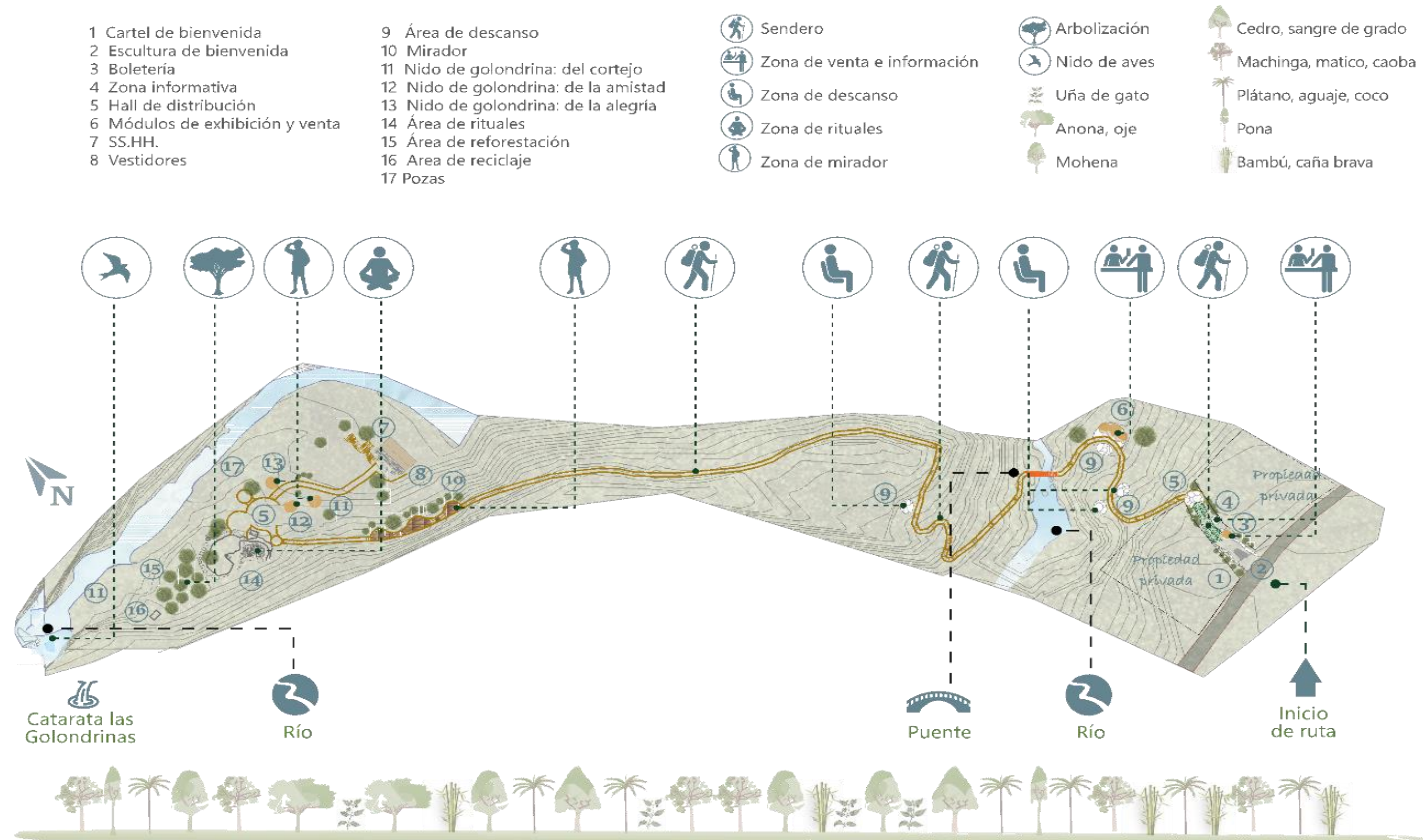 1 Cartel de bienvenida
2 Escultura de bienvenida
3 Boletería
4 Zona informativa
5 Hall de distribución
6 Módulos de exhibición y venta
7 SS.HH.
8 Vestidores
9 Área de descanso
10 Mirador
11 Nido de golondrina: del cortejo
12 Nido de golondrina: de la amistad
13 Nido de golondrina: de la alegría
14 Área de rituales
15 Área de reforestación
16 Area de reciclaje
17 Pozas
Sendero
Zona de venta e información
Zona de descanso
Zona de rituales
Zona de mirador
Arbolización
Nido de aves
Uña de gato
Anona, oje
Mohena
Cedro, sangre de grado
Machinga, matico, caoba
Plátano, aguaje, coco
Pona
Bambú, caña brava
N
17
13
7
8
10
5
12
11
15
14
11
16
9
6
9
9
5
4
3
1
2
Propiedad
privada
Propiedad
privada
Catarata las
Golondrinas
Río
Puente
Río
Inicio
de ruta